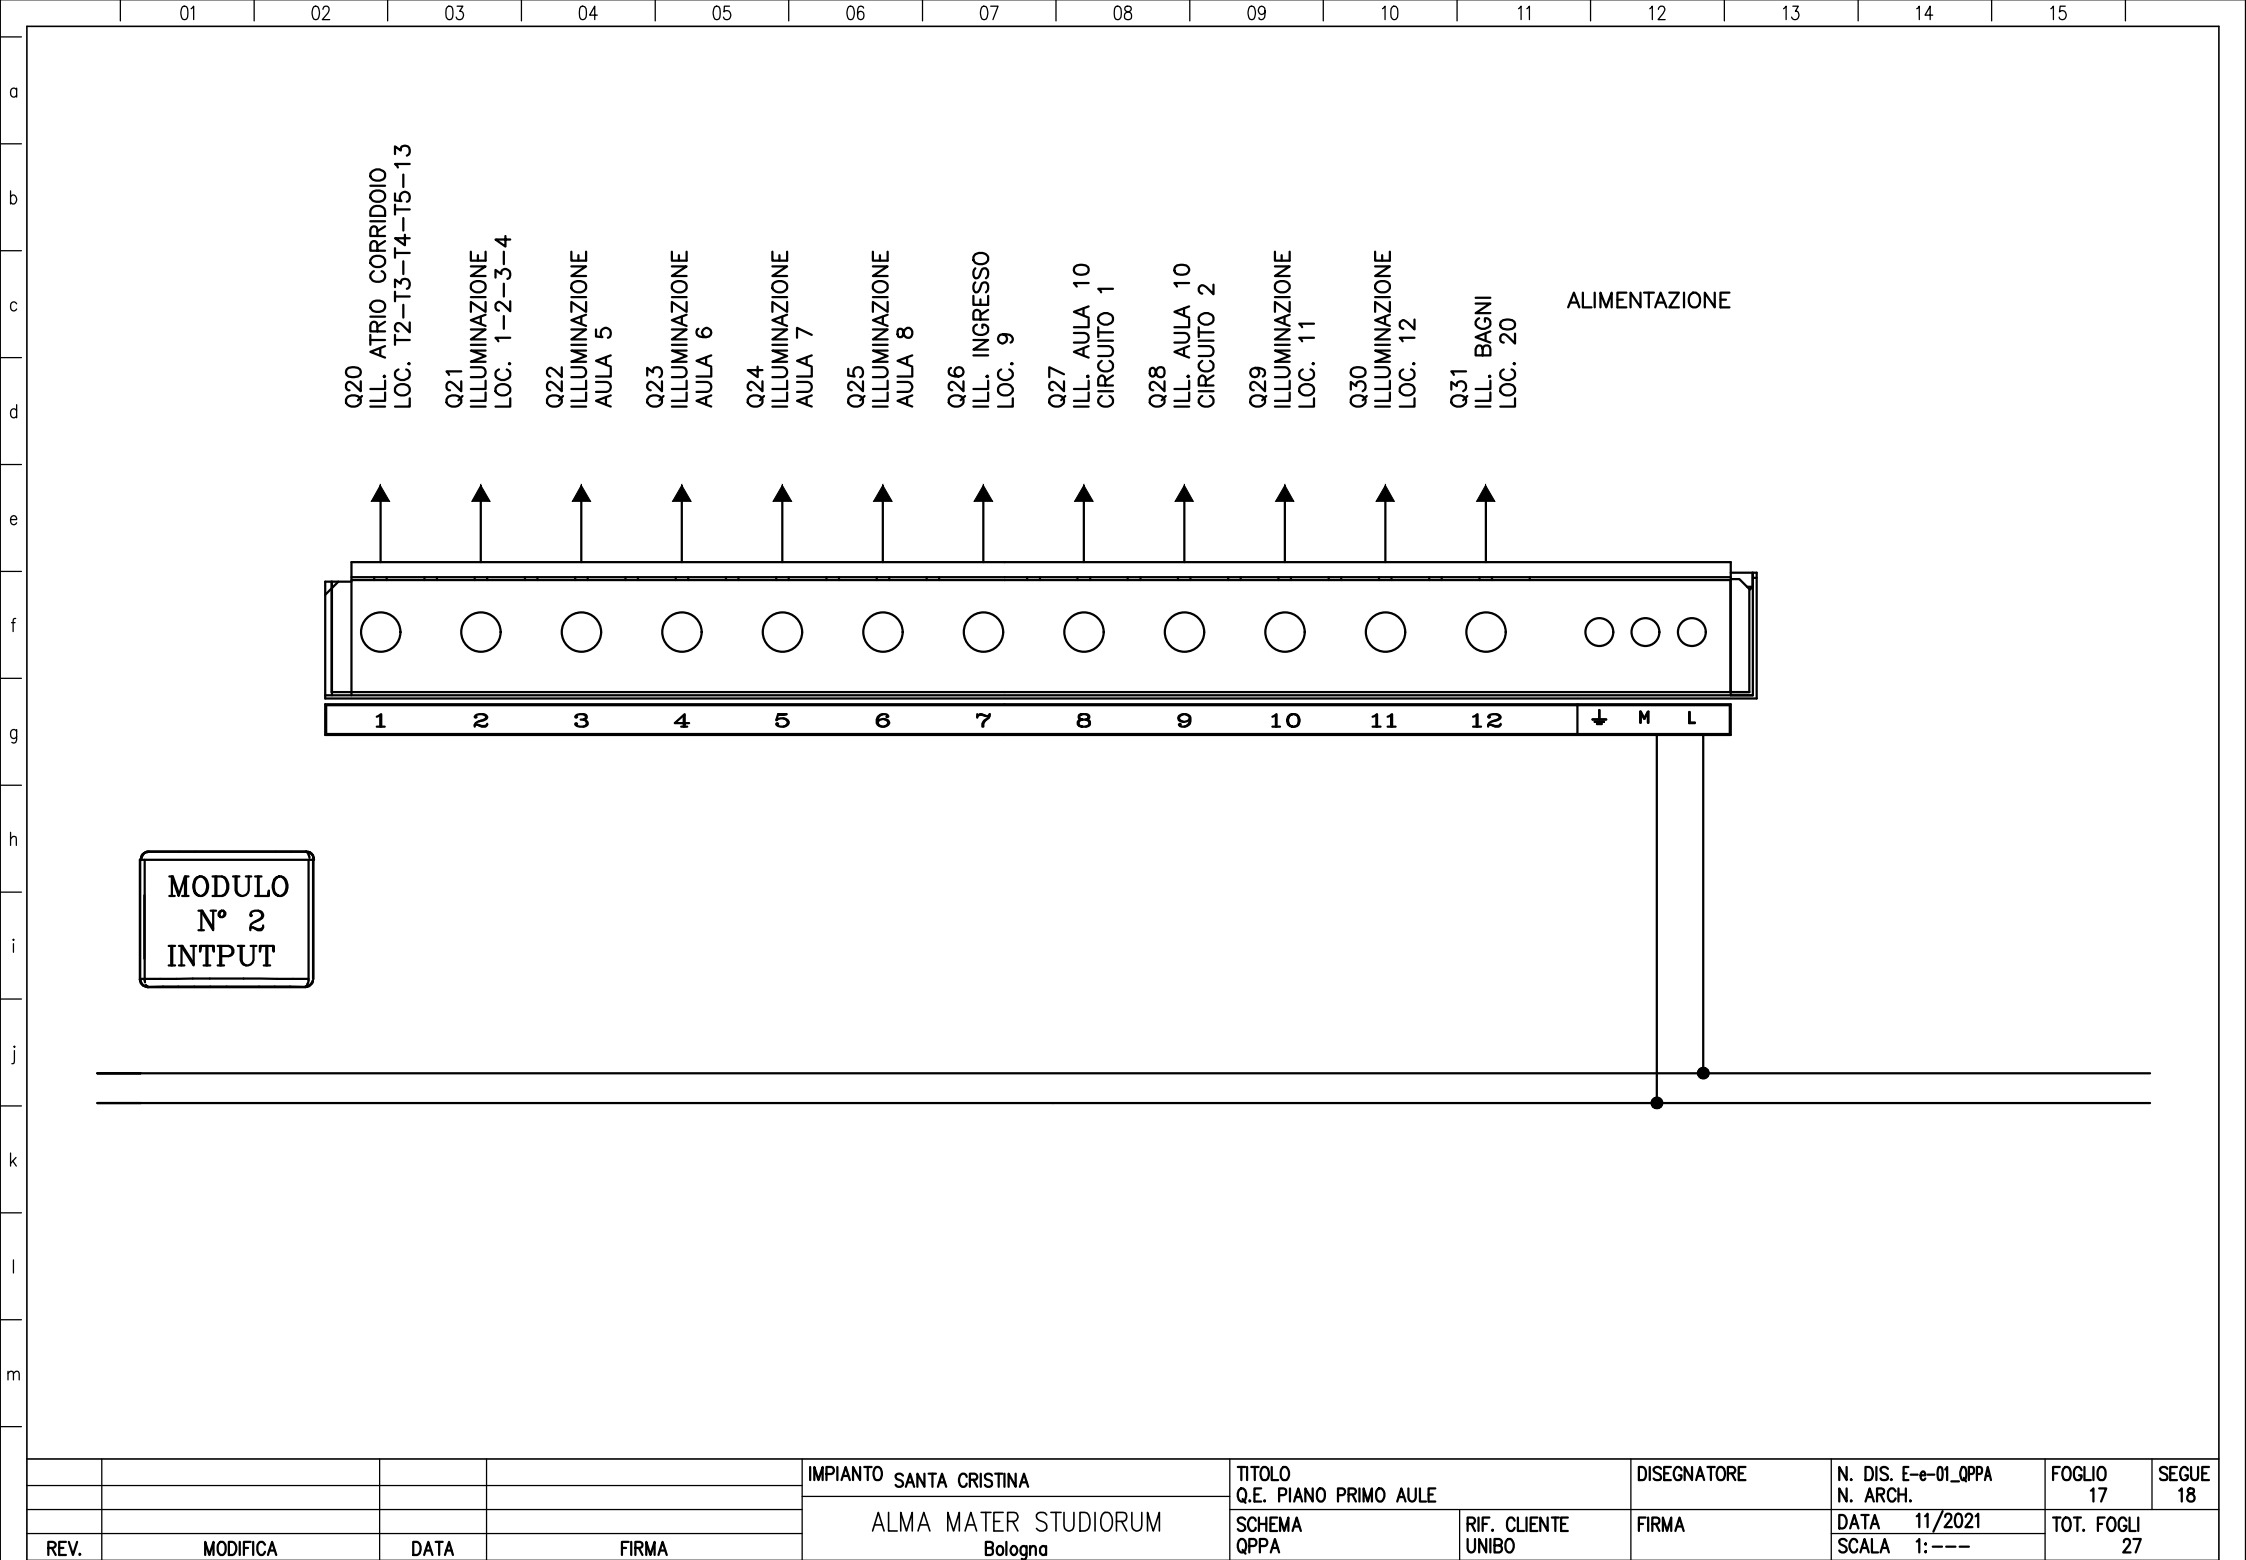 01 02 03 04 05 06 07 08 09 10 11 12 13 14 15
a
b
c
d
e
f
g
h
i
j
k
l
m
Q20
ILL. ATRIO CORRIDOIO
LOC. T2-T3-T4-T5-13
Q21
ILLUMINAZIONE
LOC. 1-2-3-4
Q22
ILLUMINAZIONE
AULA 5
Q23
ILLUMINAZIONE
AULA 6
Q24
ILLUMINAZIONE
AULA 7
Q25
ILLUMINAZIONE
AULA 8
Q26
ILL. INGRESSO
LOC. 9
Q27
ILL. AULA 10
CIRCUITO 1
Q28
ILL. AULA 10
CIRCUITO 2
Q29
ILLUMINAZIONE
LOC. 11
Q30
ILLUMINAZIONE
LOC. 12
Q31
ILL. BAGNI
LOC. 20
ALIMENTAZIONE
1 2 3 4 5 6 7 8 9 10 11 12 M L
MODULO
N° 2
INTPUT
REV. MODIFICA DATA FIRMA
IMPIANTO SANTA CRISTINA
ALMA MATER STUDIORUM
Bologna
TITOLO
Q.E. PIANO PRIMO AULE
SCHEMA
QPPA
RIF. CLIENTE
UNIBO
DISEGNATORE
FIRMA
N. DIS. E-e-01_QPPA
N. ARCH.
DATA 11/2021
SCALA 1:---
FOGLIO
17
SEGUE
18
TOT. FOGLI
27